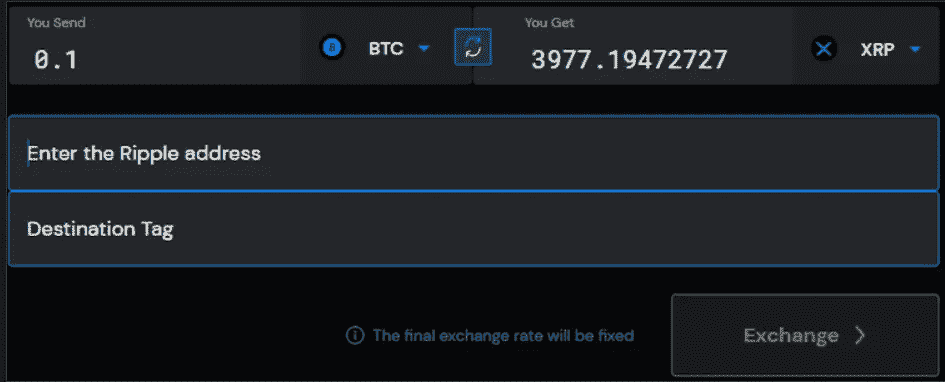 You Send
0.1
BTC
You Get
3977.19472727
XRP
Enter the Ripple address
Destination Tag
The final exchange rate will be fixed
Exchange